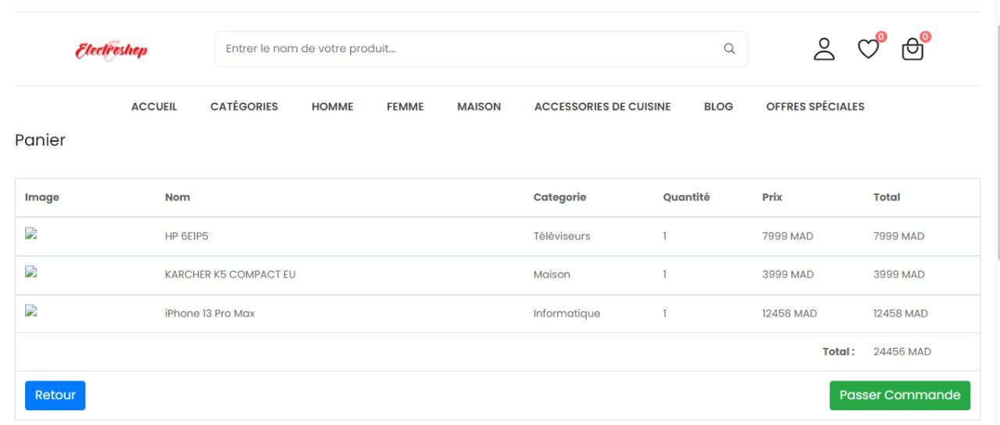 Electroshop
Entrer le nom de votre produit...
0
0
ACCUEIL CATÉGORIES HOMME FEMME MAISON ACCESSORIES DE CUISINE BLOG OFFRES SPÉCIALES
Panier
Image Nom Categorie Quantité Prix Total
HP 6E1P5 Téléviseurs 1 7999 MAD 7999 MAD
KARCHER K5 COMPACT EU Maison 1 3999 MAD 3999 MAD
iPhone 13 Pro Max Informatique 1 12458 MAD 12458 MAD
Total : 24456 MAD
Retour Passer Commande